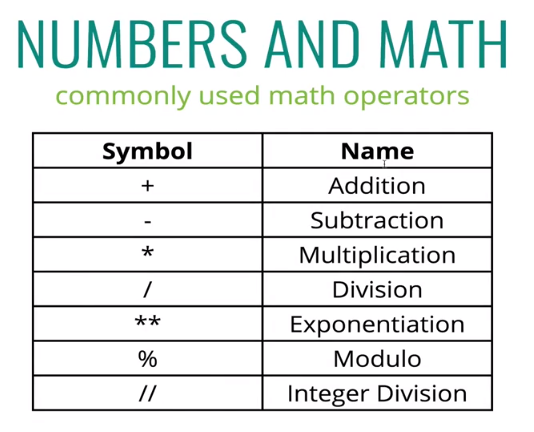 NUMBERS AND MATH
commonly used math operators
Symbol Name
+ Addition
- Subtraction
* Multiplication
/ Division
** Exponentiation
% Modulo
// Integer Division